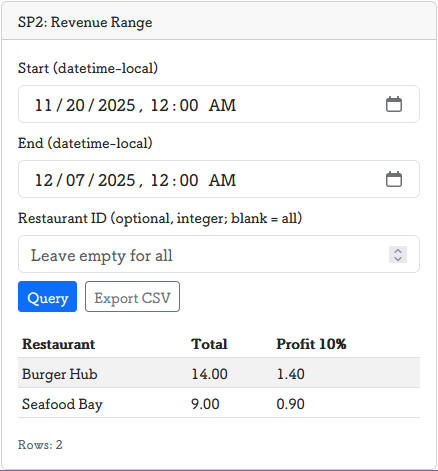 SP2: Revenue Range
Start (datetime-local)
11/20/2025, 12:00 AM
End (datetime-local)
12/07/2025, 12:00 AM
Restaurant ID (optional, integer; blank = all)
Leave empty for all
Query Export CSV
Restaurant Total Profit 10%
Burger Hub 14.00 1.40
Seafood Bay 9.00 0.90
Rows: 2